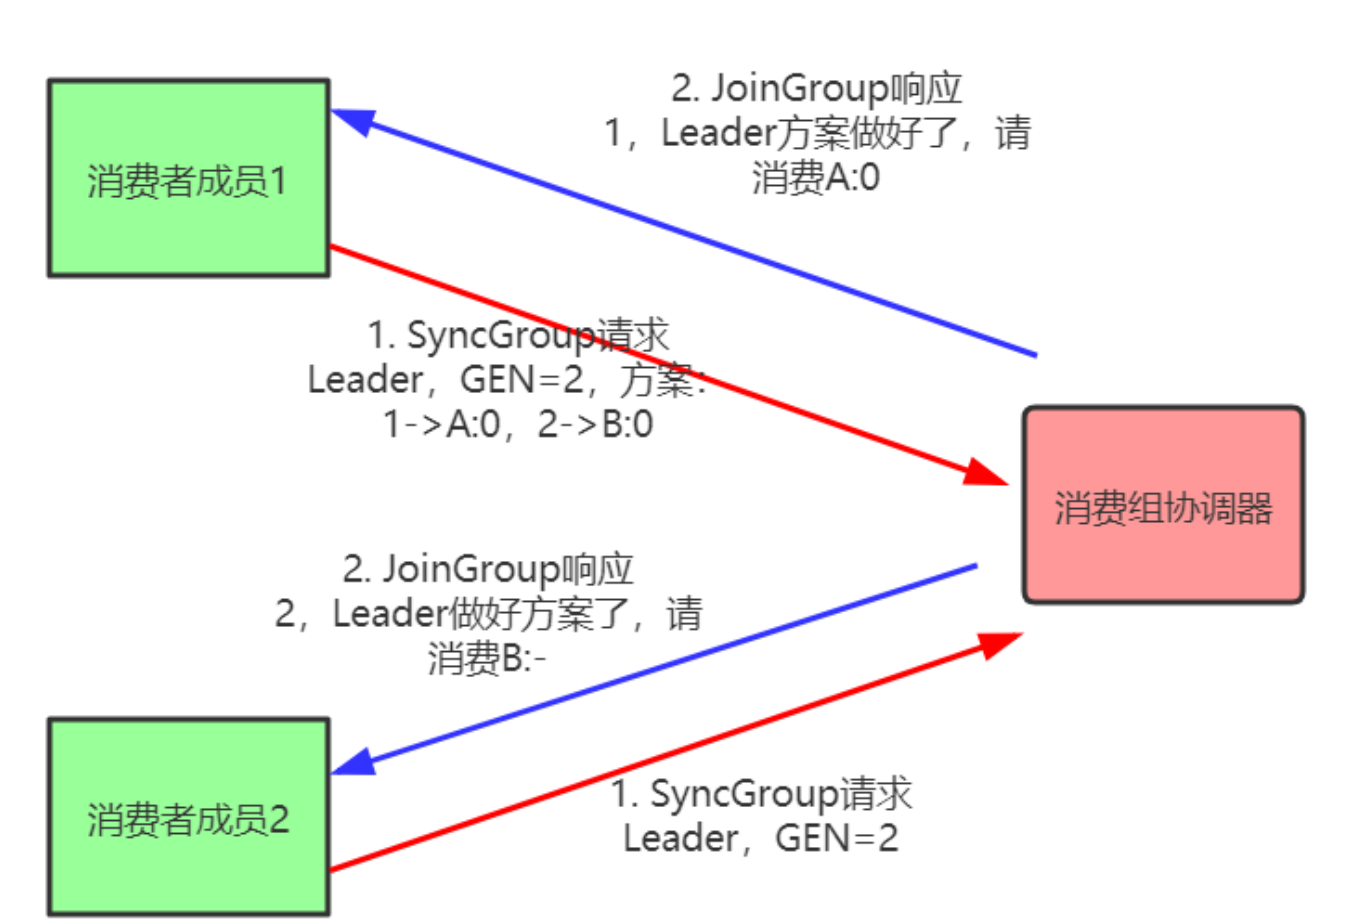 2. JoinGroup响应
1，Leader方案做好了，请
消费A:0
消费者成员1
1. SyncGroup请求
Leader，GEN=2，方案：
1->A:0，2->B:0
消费组协调器
2. JoinGroup响应
2，Leader做好方案了，请
消费B:-
消费者成员2
1. SyncGroup请求
Leader，GEN=2